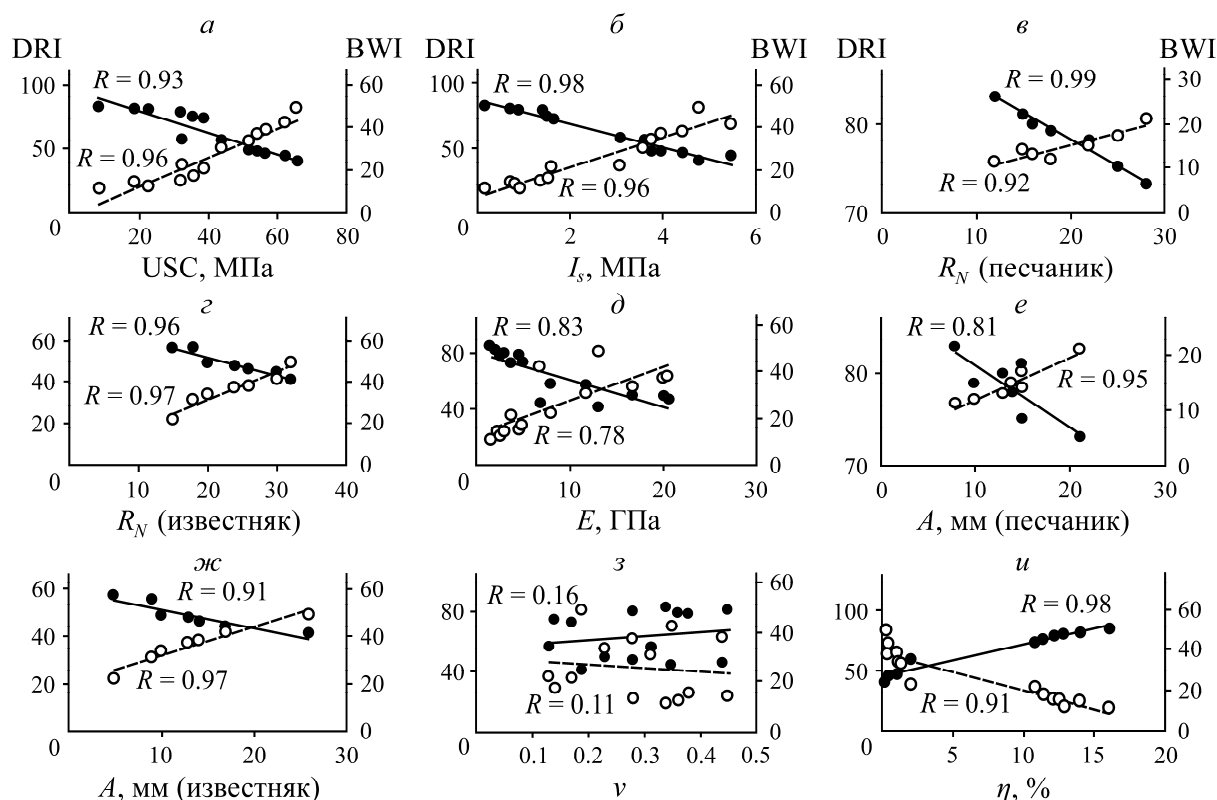 а
DRI
BWI
100
60
R = 0.93
40
50
R = 0.96
20
0
0
0
20
40
60
80
USC, МПа
б
DRI
BWI
100
60
R = 0.98
40
50
R = 0.96
20
0
0
0
2
4
6
I_s, МПа
в
DRI
BWI
30
R = 0.99
80
20
10
R = 0.92
70
0
0
10
20
30
R_N (песчаник)
г
R = 0.96
60
60
40
40
R = 0.97
20
20
0
0
0
10
20
30
40
R_N (известняк)
д
R = 0.83
60
80
40
40
R = 0.78
20
0
0
0
10
20
30
E, ГПа
е
R = 0.81
20
80
R = 0.95
10
70
0
0
10
20
30
A, мм (песчаник)
ж
60
60
R = 0.91
40
40
R = 0.97
20
20
0
0
0
10
20
30
A, мм (известняк)
з
R = 0.16
60
80
40
40
20
R = 0.11
0
0
0.1
0.2
0.3
0.4
0.5
ν
и
100
R = 0.98
60
40
50
R = 0.91
20
0
0
5
10
15
20
η, %